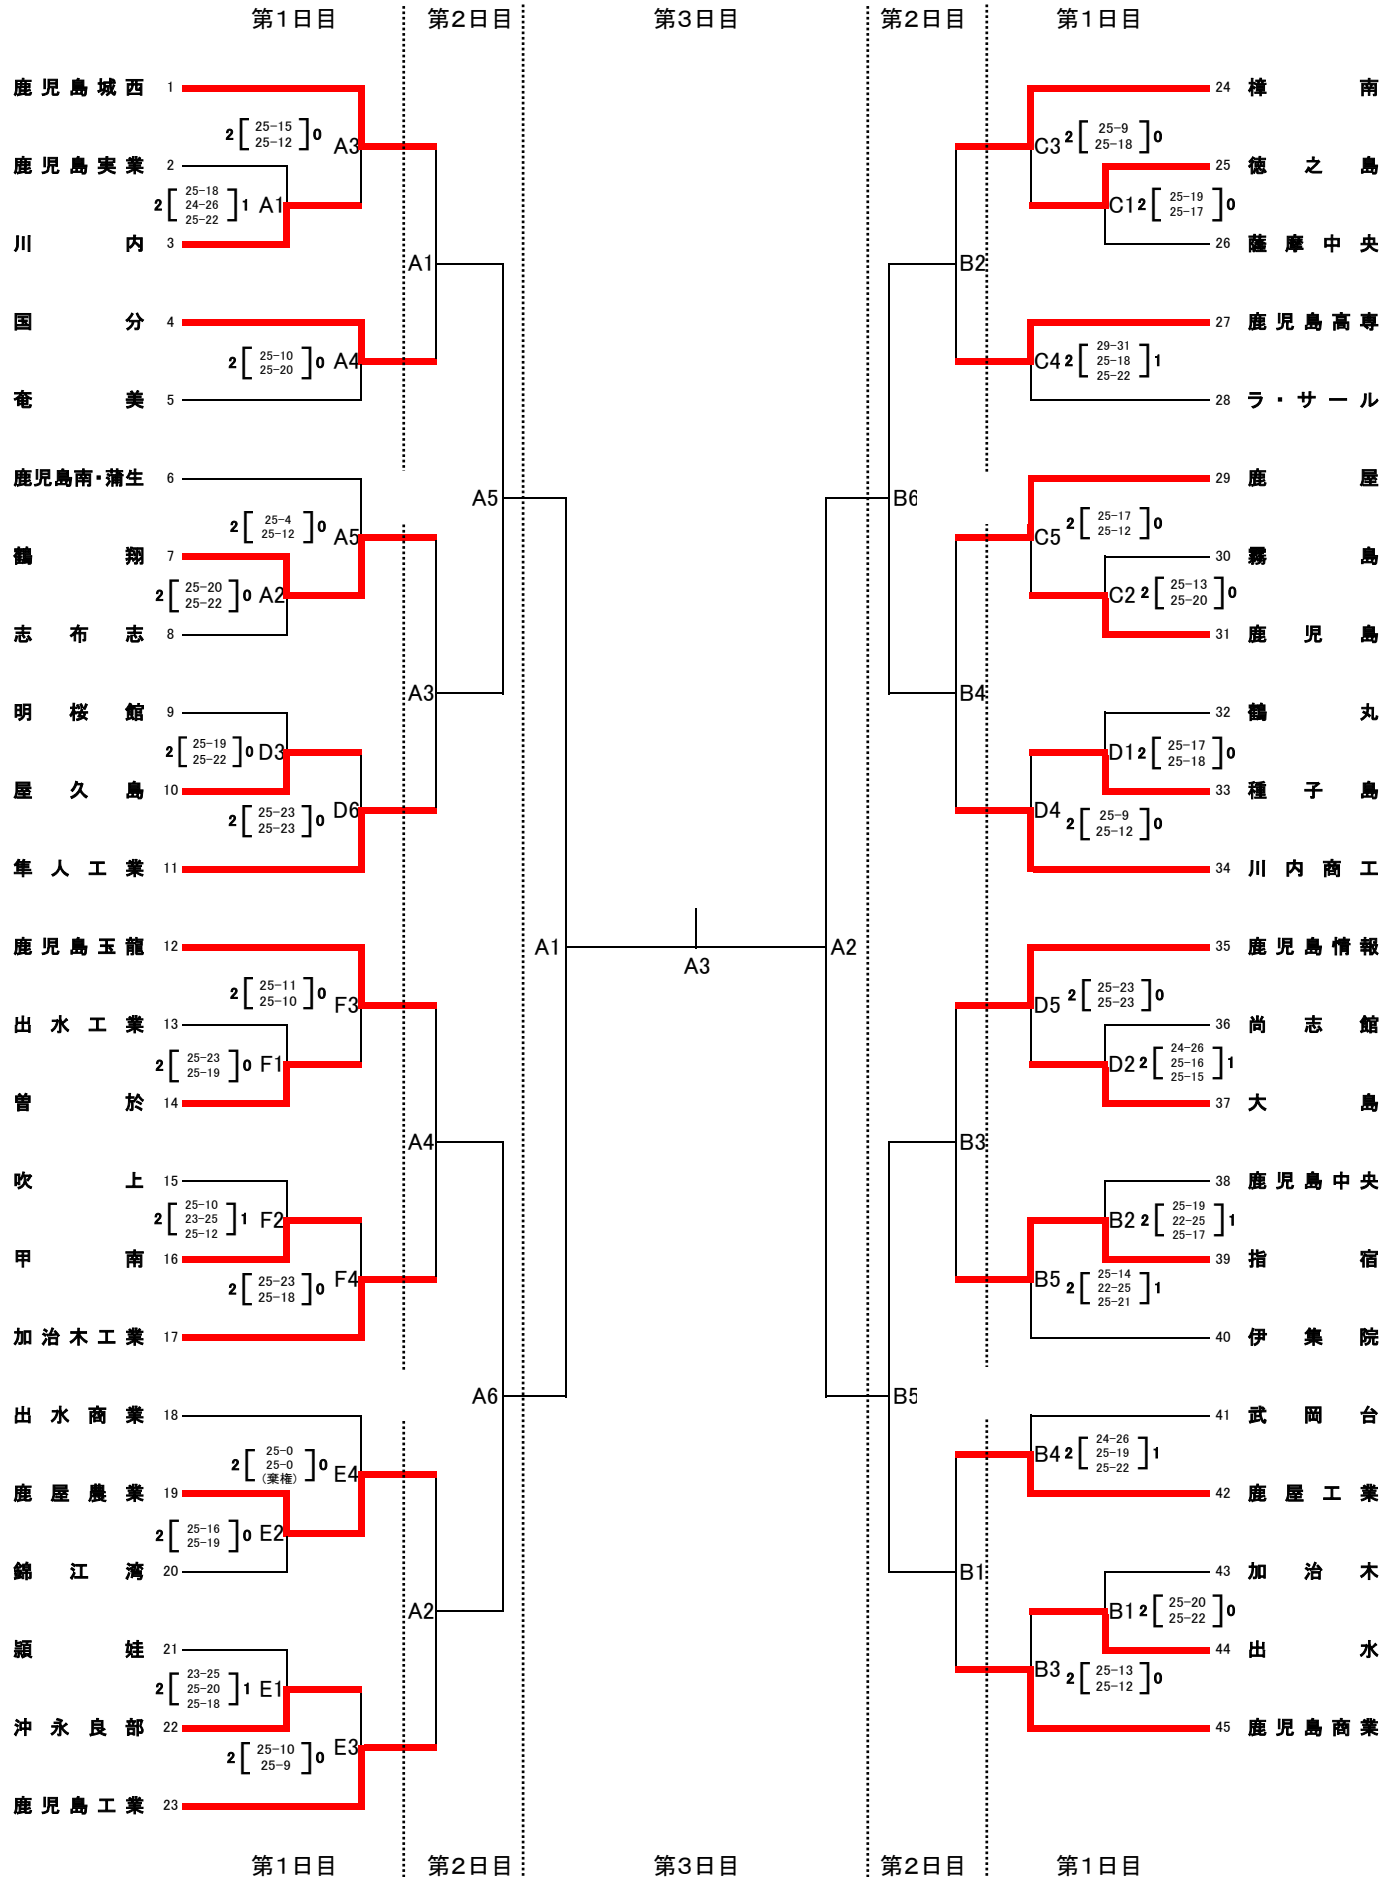 第1日目 第2日目 第3日目 第2日目 第1日目
鹿児島城西 1
2 [ 25-15 25-12 ] 0 A3
鹿児島実業 2
2 [ 25-18 24-26 25-22 ] 1 A1
川内 3
A1
国分 4
2 [ 25-10 25-20 ] 0 A4
奄美 5
鹿児島南・蒲生 6
A5
2 [ 25-4 25-12 ] 0 A5
鶴翔 7
2 [ 25-20 25-22 ] 0 A2
志布志 8
A3
明桜館 9
2 [ 25-19 25-22 ] 0 D3
屋久島 10
2 [ 25-23 25-23 ] 0 D6
隼人工業 11
鹿児島玉龍 12
A1
A3
A2
2 [ 25-11 25-10 ] 0 F3
出水工業 13
2 [ 25-23 25-19 ] 0 F1
曽於 14
A4
吹上 15
2 [ 25-10 23-25 25-12 ] 1 F2
甲南 16
2 [ 25-23 25-18 ] 0 F4
加治木工業 17
A6
出水商業 18
2 [ 25-0 25-0 (棄権) ] 0 E4
鹿屋農業 19
2 [ 25-16 25-19 ] 0 E2
錦江湾 20
A2
頴娃 21
2 [ 23-25 25-20 25-18 ] 1 E1
沖永良部 22
2 [ 25-10 25-9 ] 0 E3
鹿児島工業 23
24 樟南
C3 2 [ 25-9 25-18 ] 0
25 徳之島
C1 2 [ 25-19 25-17 ] 0
26 薩摩中央
B2
27 鹿児島高専
C4 2 [ 29-31 25-18 25-22 ] 1
28 ラ・サール
29 鹿屋
B6
C5 2 [ 25-17 25-12 ] 0
30 霧島
C2 2 [ 25-13 25-20 ] 0
31 鹿児島
B4
32 鶴丸
D1 2 [ 25-17 25-18 ] 0
33 種子島
D4 2 [ 25-9 25-12 ] 0
34 川内商工
35 鹿児島情報
D5 2 [ 25-23 25-23 ] 0
36 尚志館
D2 2 [ 24-26 25-16 25-15 ] 1
37 大島
B3
38 鹿児島中央
B2 2 [ 25-19 22-25 25-17 ] 1
39 指宿
B5 2 [ 25-14 22-25 25-21 ] 1
40 伊集院
B5
41 武岡台
B4 2 [ 24-26 25-19 25-22 ] 1
42 鹿屋工業
B1
43 加治木
B1 2 [ 25-20 25-22 ] 0
44 出水
B3 2 [ 25-13 25-12 ] 0
45 鹿児島商業
第1日目 第2日目 第3日目 第2日目 第1日目